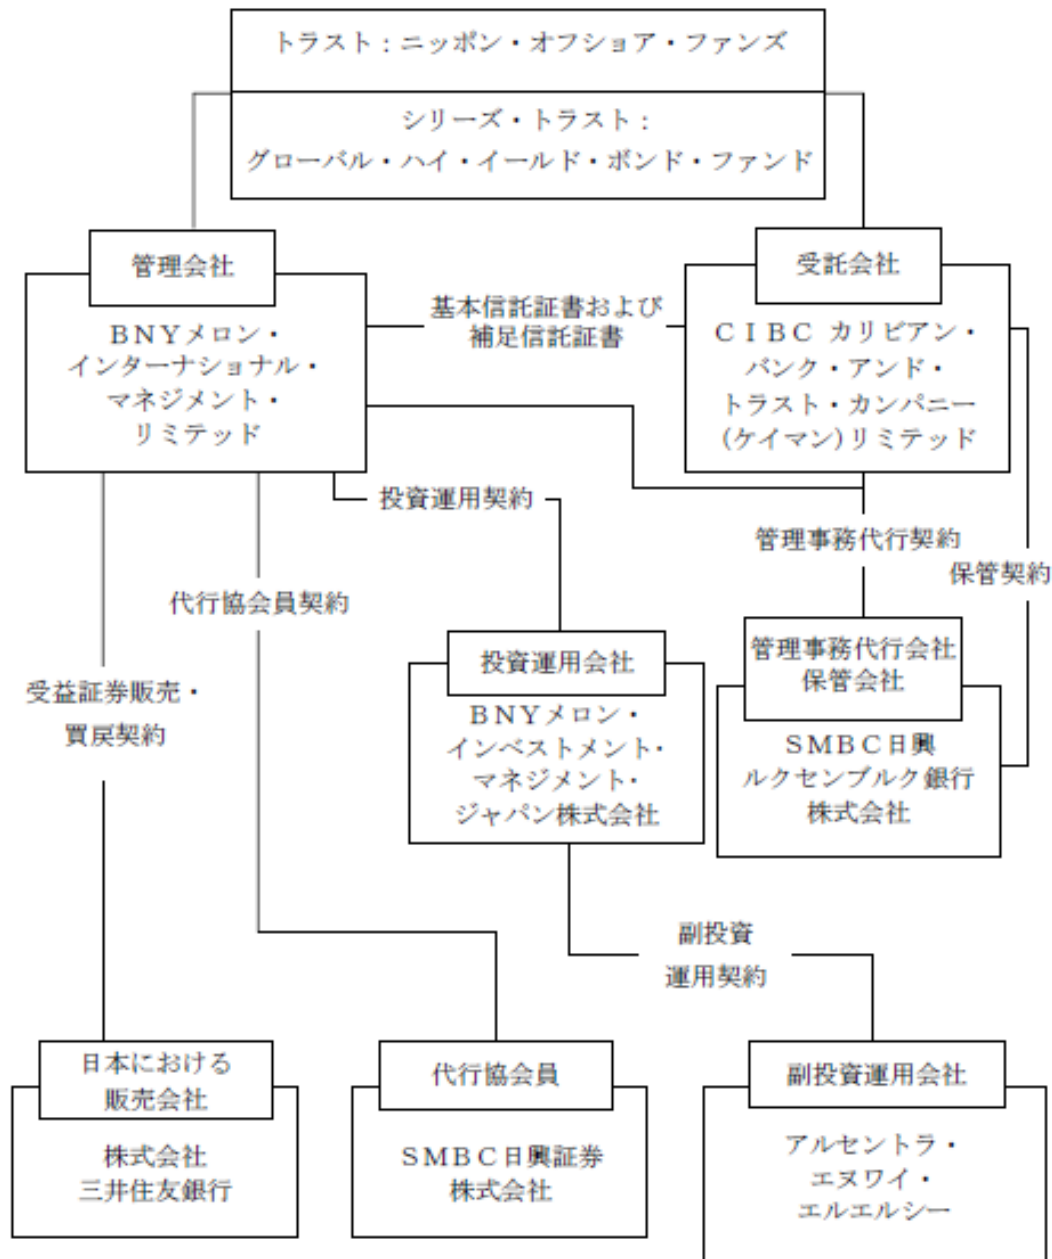 トラスト：ニッポン・オフショア・ファンズ
シリーズ・トラスト：
グローバル・ハイ・イールド・ボンド・ファンド
管理会社
BNYメロン・
インターナショナル・
マネジメント・
リミテッド
基本信託証書および
補足信託証書
受託会社
CIBC カリビアン・
バンク・アンド・
トラスト・カンパニー
(ケイマン)リミテッド
投資運用契約
管理事務代行契約
保管契約
代行協会員契約
受益証券販売・
買戻契約
投資運用会社
BNYメロン・
インベストメント・
マネジメント・
ジャパン株式会社
管理事務代行会社
保管会社
SMBC日興
ルクセンブルク銀行
株式会社
副投資
運用契約
日本における
販売会社
株式会社
三井住友銀行
代行協会員
SMBC日興証券
株式会社
副投資運用会社
アルセントラ・
エヌワイ・
エルエルシー